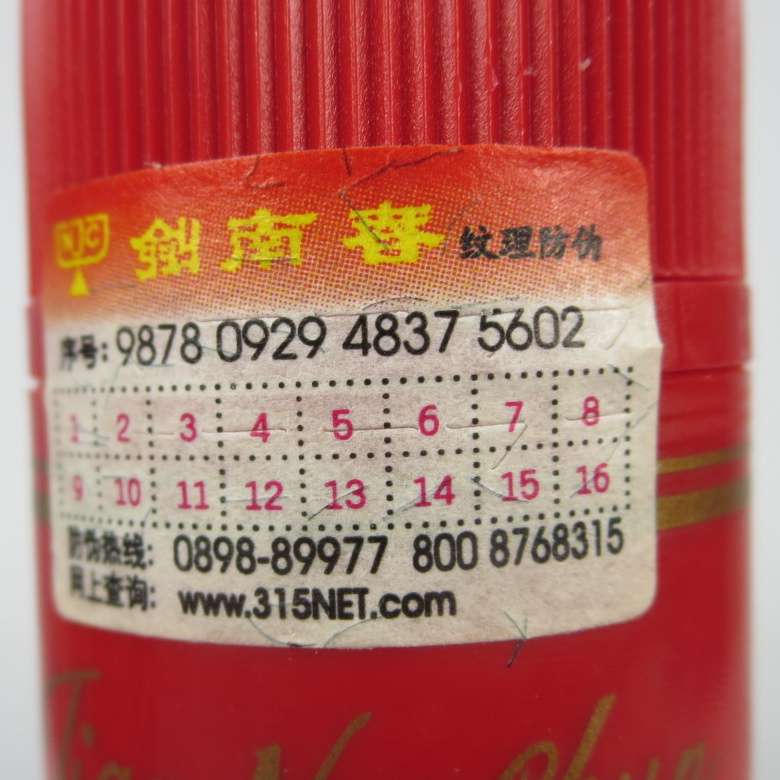 NJC
剑南春 纹理防伪
序号: 9878 0929 4837 5602
1 2 3 4 5 6 7 8
9 10 11 12 13 14 15 16
防伪热线: 0898-89977 800 8768315
网上查询: www.315NET.com